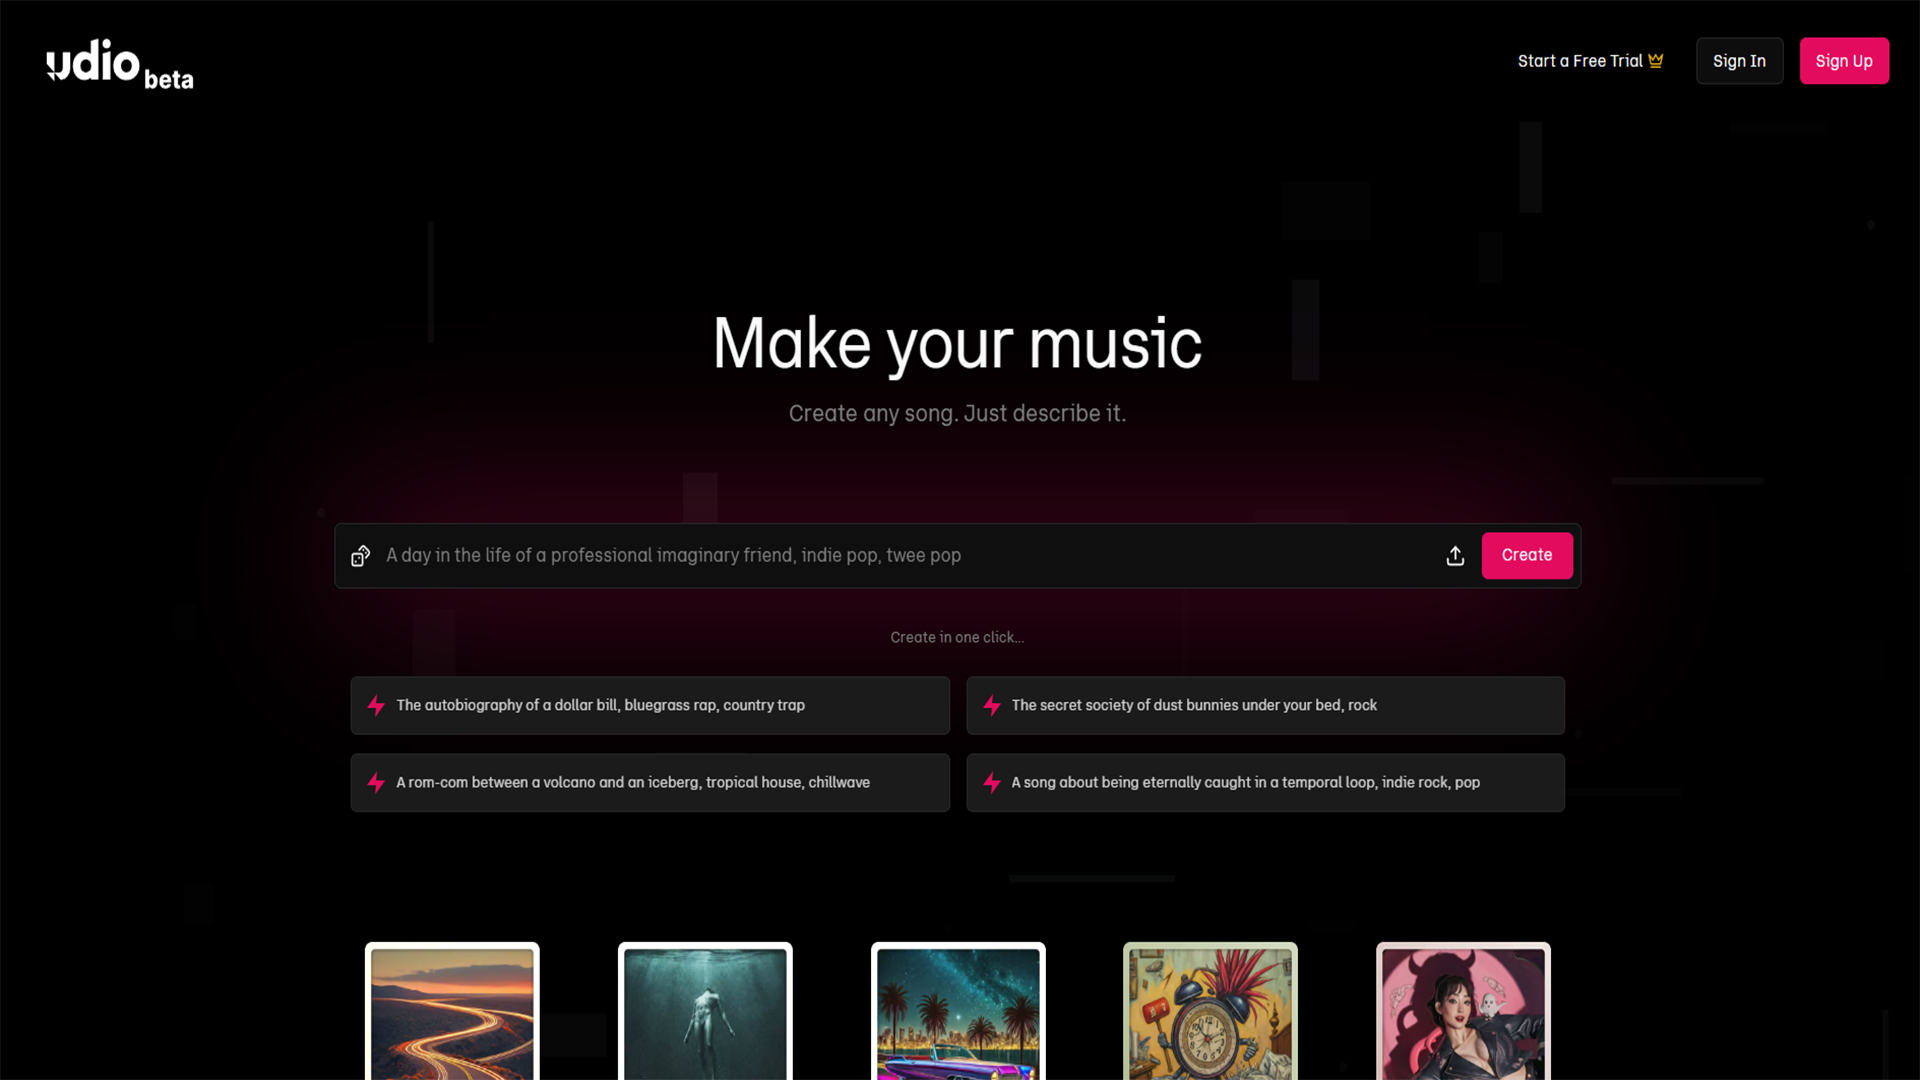 udio beta
Start a Free Trial
Sign In
Sign Up
Make your music
Create any song. Just describe it.
A day in the life of a professional imaginary friend, indie pop, twee pop
Create
Create in one click...
The autobiography of a dollar bill, bluegrass rap, country trap
The secret society of dust bunnies under your bed, rock
A rom-com between a volcano and an iceberg, tropical house, chillwave
A song about being eternally caught in a temporal loop, indie rock, pop